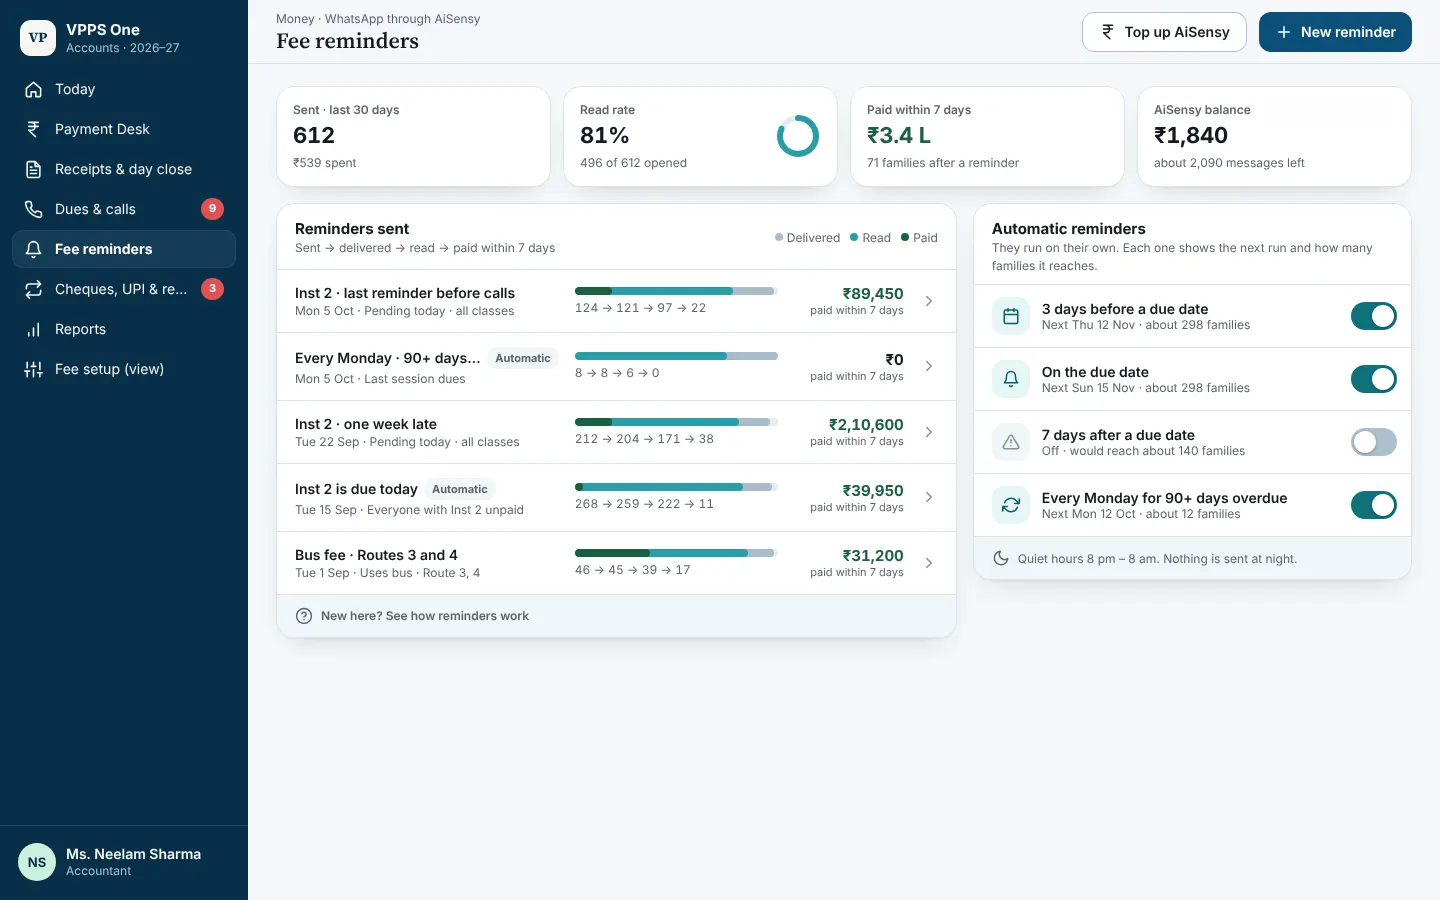 VP
VPPS One
Accounts · 2026–27
Today
Payment Desk
Receipts & day close
Dues & calls
9
Fee reminders
Cheques, UPI & re...
3
Reports
Fee setup (view)
NS
Ms. Neelam Sharma
Accountant
Money · WhatsApp through AiSensy
Fee reminders
₹ Top up AiSensy
+ New reminder
Sent · last 30 days
612
₹539 spent
Read rate
81%
496 of 612 opened
Paid within 7 days
₹3.4 L
71 families after a reminder
AiSensy balance
₹1,840
about 2,090 messages left
Reminders sent
Sent → delivered → read → paid within 7 days
Delivered Read Paid
Inst 2 · last reminder before calls
Mon 5 Oct · Pending today · all classes
124 → 121 → 97 → 22
₹89,450
paid within 7 days
Every Monday · 90+ days... Automatic
Mon 5 Oct · Last session dues
8 → 8 → 6 → 0
₹0
paid within 7 days
Inst 2 · one week late
Tue 22 Sep · Pending today · all classes
212 → 204 → 171 → 38
₹2,10,600
paid within 7 days
Inst 2 is due today Automatic
Tue 15 Sep · Everyone with Inst 2 unpaid
268 → 259 → 222 → 11
₹39,950
paid within 7 days
Bus fee · Routes 3 and 4
Tue 1 Sep · Uses bus · Route 3, 4
46 → 45 → 39 → 17
₹31,200
paid within 7 days
New here? See how reminders work
Automatic reminders
They run on their own. Each one shows the next run and how many
families it reaches.
3 days before a due date
Next Thu 12 Nov · about 298 families
On the due date
Next Sun 15 Nov · about 298 families
7 days after a due date
Off · would reach about 140 families
Every Monday for 90+ days overdue
Next Mon 12 Oct · about 12 families
Quiet hours 8 pm – 8 am. Nothing is sent at night.